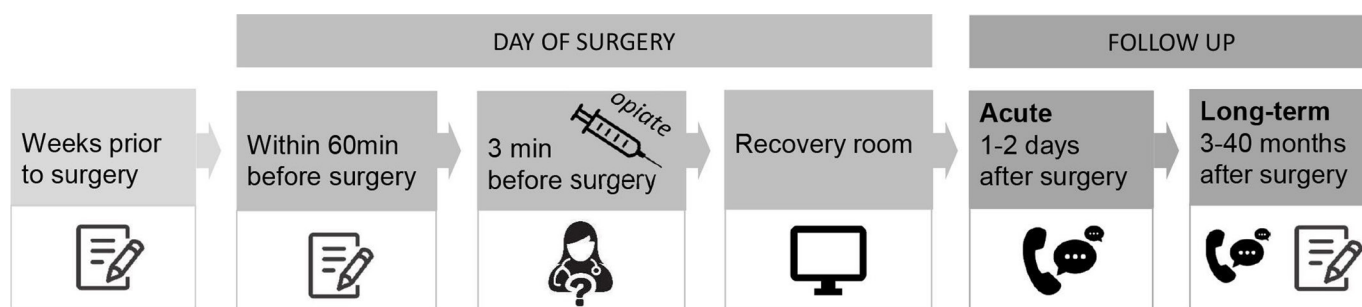 DAY OF SURGERY
FOLLOW UP
Weeks prior
to surgery
Within 60min
before surgery
opiate
3 min
before surgery
Recovery room
Acute
1-2 days
after surgery
Long-term
3-40 months
after surgery
?